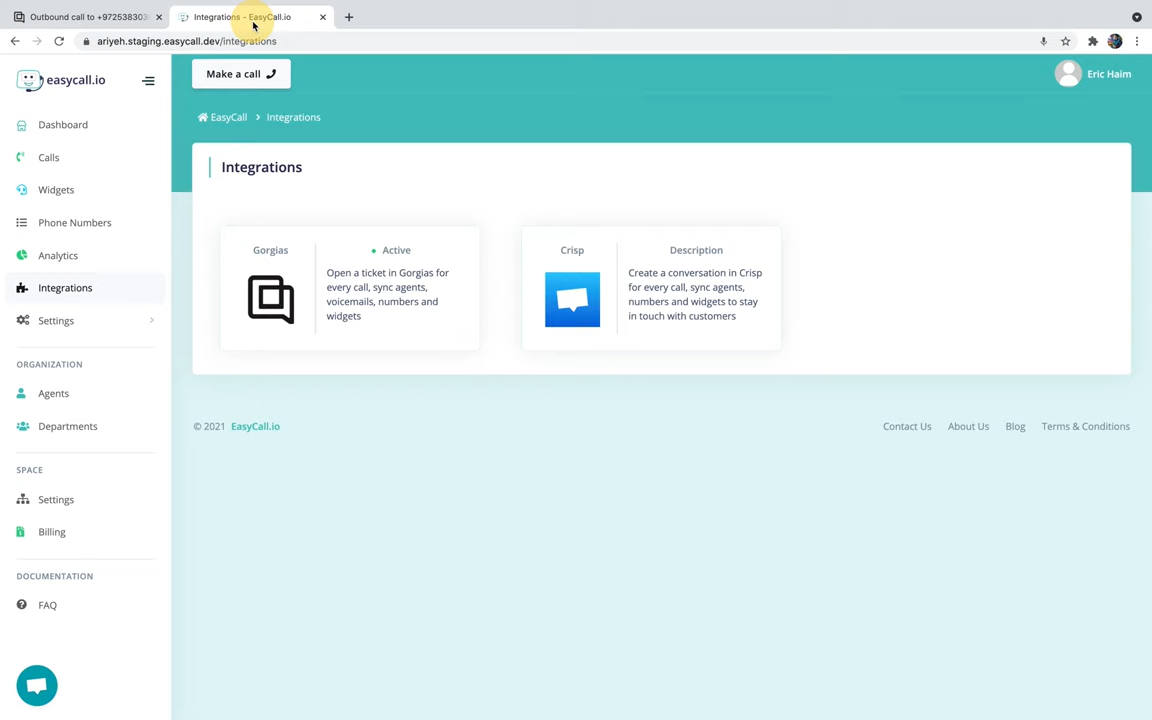 Outbound call to +972538303
Integrations - EasyCall.io
ariyeh.staging.easycall.dev/integrations
easycall.io
Make a call
Eric Haim
EasyCall > Integrations
Dashboard
Calls
Widgets
Phone Numbers
Analytics
Integrations
Settings
ORGANIZATION
Agents
Departments
SPACE
Settings
Billing
DOCUMENTATION
FAQ
Integrations
Gorgias
Active
Open a ticket in Gorgias for
every call, sync agents,
voicemails, numbers and
widgets
Crisp
Description
Create a conversation in Crisp
for every call, sync agents,
numbers and widgets to stay
in touch with customers
© 2021 EasyCall.io
Contact Us
About Us
Blog
Terms & Conditions